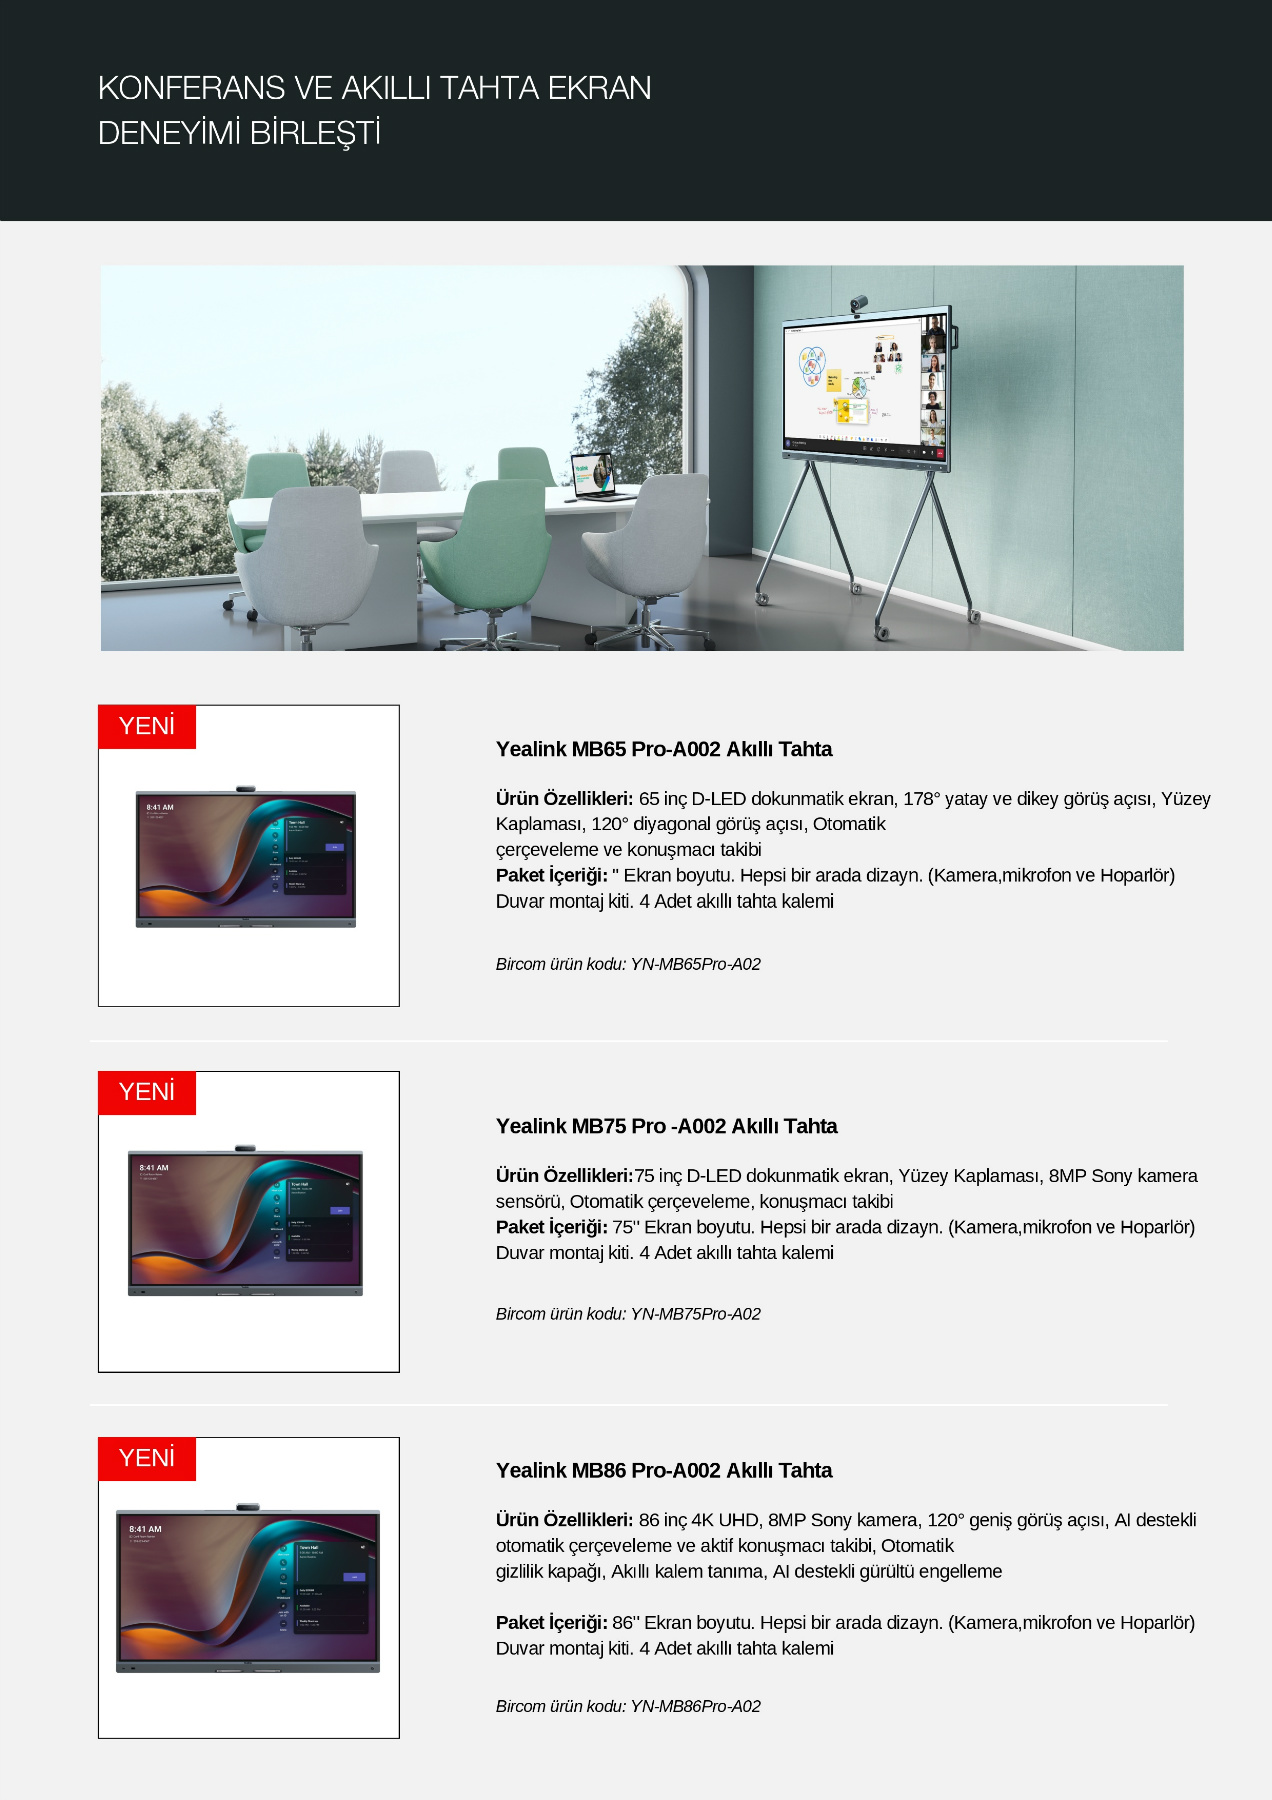 KONFERANS VE AKILLI TAHTA EKRAN
DENEYİMİ BİRLEŞTİ
Yealink
YENİ
8:41 AM
Town Hall
Yealink MB65 Pro-A002 Akıllı Tahta
Ürün Özellikleri: 65 inç D-LED dokunmatik ekran, 178° yatay ve dikey görüş açısı, Yüzey
Kaplaması, 120° diyagonal görüş açısı, Otomatik
çerçeveleme ve konuşmacı takibi
Paket İçeriği: " Ekran boyutu. Hepsi bir arada dizayn. (Kamera,mikrofon ve Hoparlör)
Duvar montaj kiti. 4 Adet akıllı tahta kalemi
Bircom ürün kodu: YN-MB65Pro-A02
YENİ
8:41 AM
Town Hall
Yealink MB75 Pro -A002 Akıllı Tahta
Ürün Özellikleri:75 inç D-LED dokunmatik ekran, Yüzey Kaplaması, 8MP Sony kamera
sensörü, Otomatik çerçeveleme, konuşmacı takibi
Paket İçeriği: 75" Ekran boyutu. Hepsi bir arada dizayn. (Kamera,mikrofon ve Hoparlör)
Duvar montaj kiti. 4 Adet akıllı tahta kalemi
Bircom ürün kodu: YN-MB75Pro-A02
YENİ
8:41 AM
Town Hall
Yealink MB86 Pro-A002 Akıllı Tahta
Ürün Özellikleri: 86 inç 4K UHD, 8MP Sony kamera, 120° geniş görüş açısı, AI destekli
otomatik çerçeveleme ve aktif konuşmacı takibi, Otomatik
gizlilik kapağı, Akıllı kalem tanıma, AI destekli gürültü engelleme
Paket İçeriği: 86" Ekran boyutu. Hepsi bir arada dizayn. (Kamera,mikrofon ve Hoparlör)
Duvar montaj kiti. 4 Adet akıllı tahta kalemi
Bircom ürün kodu: YN-MB86Pro-A02